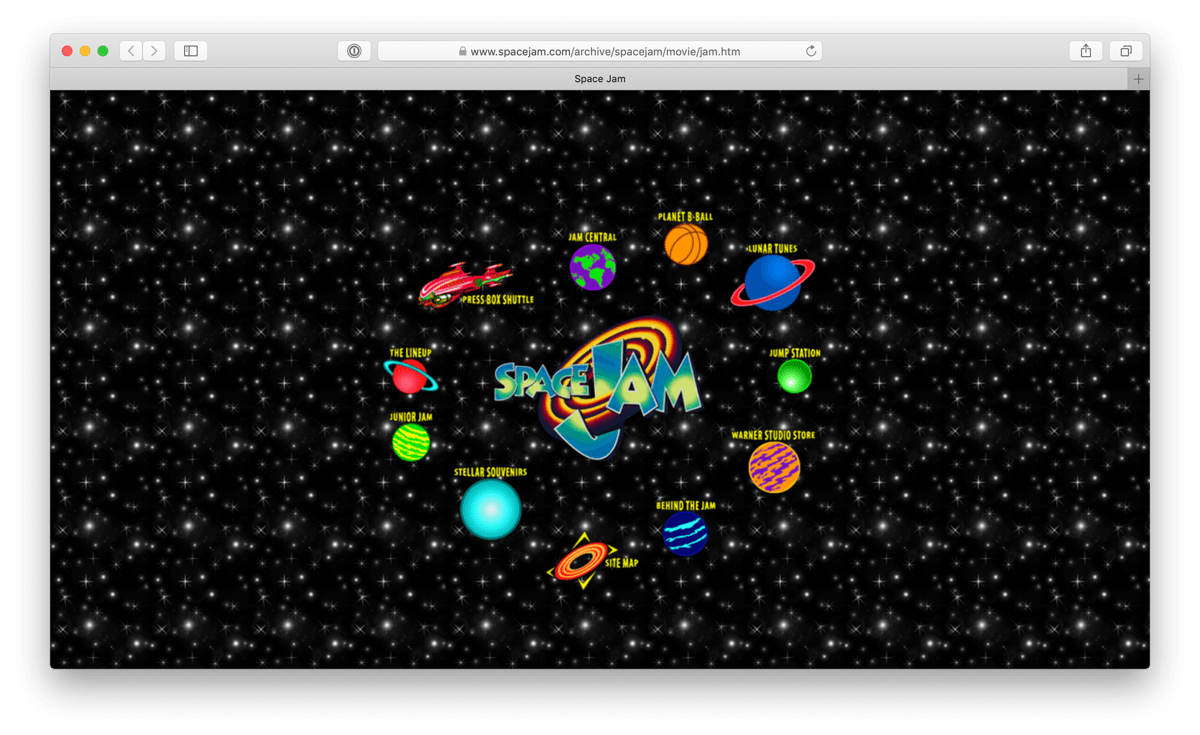 www.spacejam.com/archive/spacejam/movie/jam.htm
Space Jam
PLANET B-BALL
JAM CENTRAL
LUNAR TUNES
PRESS BOX SHUTTLE
THE LINEUP
JUMP STATION
SPACE JAM
JUNIOR JAM
WARNER STUDIO STORE
STELLAR SOUVENIRS
BEHIND THE JAM
SITE MAP